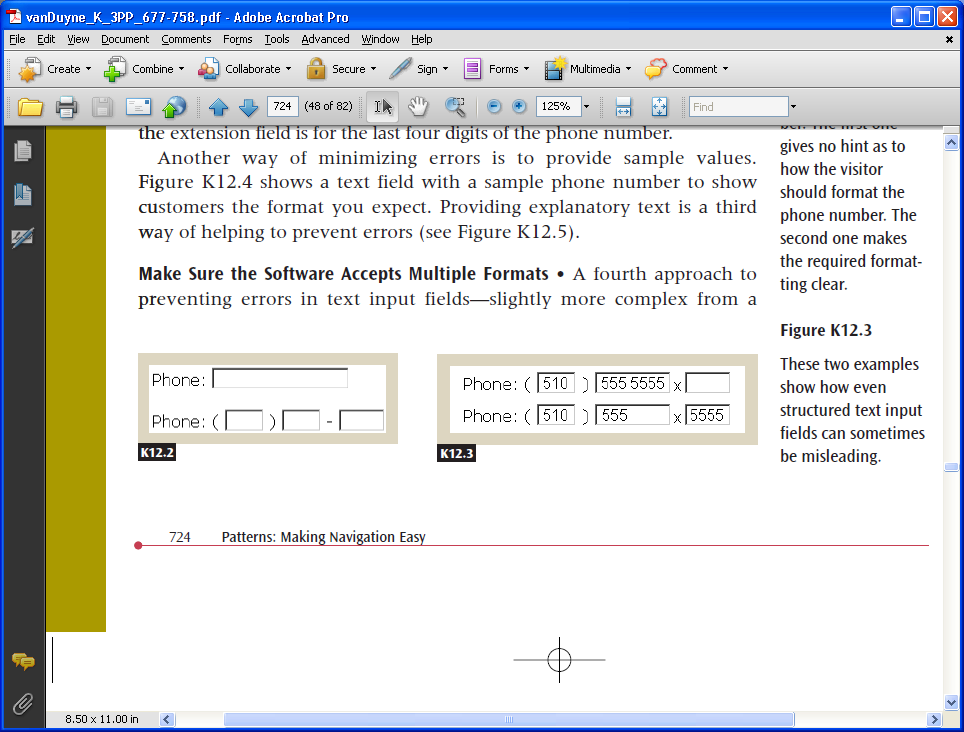 vanDuyne_K_3PP_677-758.pdf - Adobe Acrobat Pro
File Edit View Document Comments Forms Tools Advanced Window Help
Create Combine Collaborate Secure Sign Forms Multimedia Comment
724 (48 of 82) 125% Find
the extension field is for the last four digits of the phone number.
Another way of minimizing errors is to provide sample values.
Figure K12.4 shows a text field with a sample phone number to show
customers the format you expect. Providing explanatory text is a third
way of helping to prevent errors (see Figure K12.5).
Make Sure the Software Accepts Multiple Formats • A fourth approach to
preventing errors in text input fields—slightly more complex from a
Phone:
Phone: ( ) -
K12.2
Phone: ( 510 ) 555 5555 x
Phone: ( 510 ) 555 x 5555
K12.3
ber. The first one
gives no hint as to
how the visitor
should format the
phone number. The
second one makes
the required format-
ting clear.
Figure K12.3
These two examples
show how even
structured text input
fields can sometimes
be misleading.
724 Patterns: Making Navigation Easy
8.50 x 11.00 in